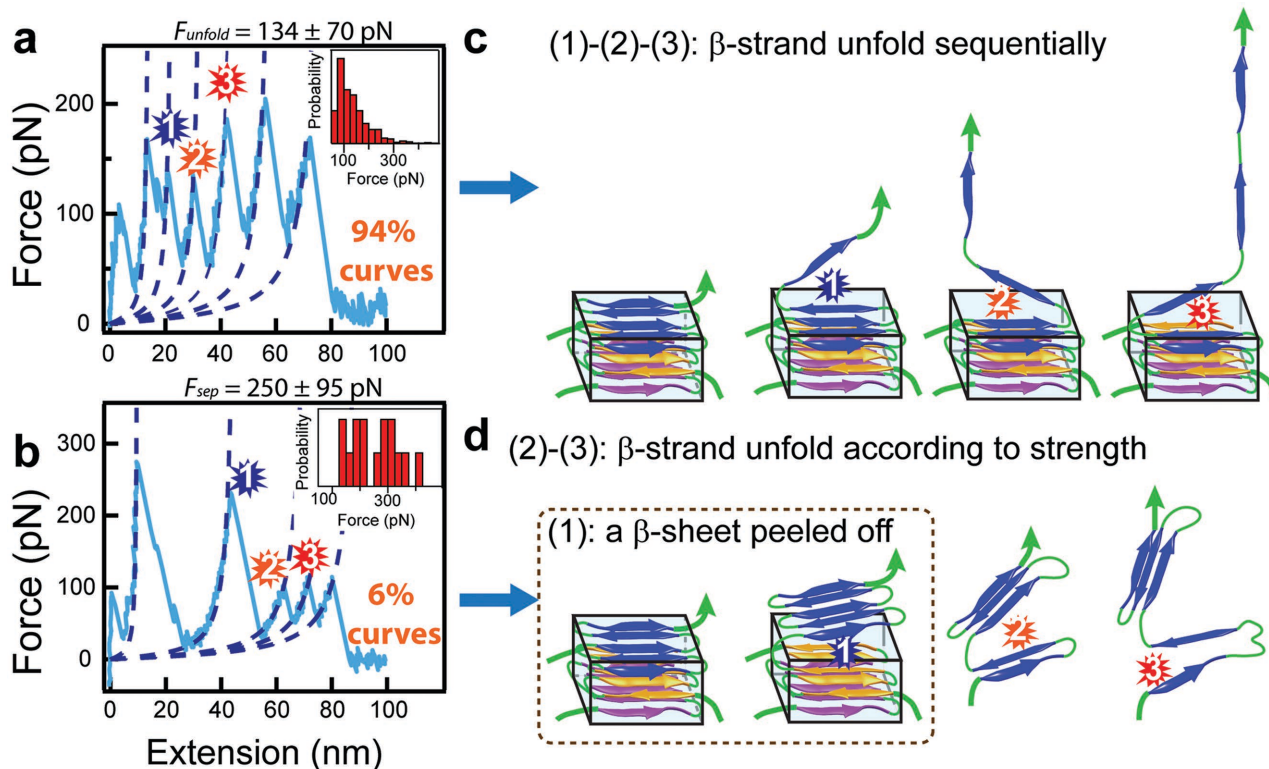 a
F_unfold = 134 ± 70 pN
Force (pN)
200
100
0
1
2
3
Probability
100 300
Force (pN)
94%
curves
0 20 40 60 80 100
b
F_sep = 250 ± 95 pN
Force (pN)
300
200
100
0
1
2
3
Probability
100 300
Force (pN)
6%
curves
0 20 40 60 80 100
Extension (nm)
c (1)-(2)-(3): β-strand unfold sequentially
1
2
3
d (2)-(3): β-strand unfold according to strength
(1): a β-sheet peeled off
1
2
3